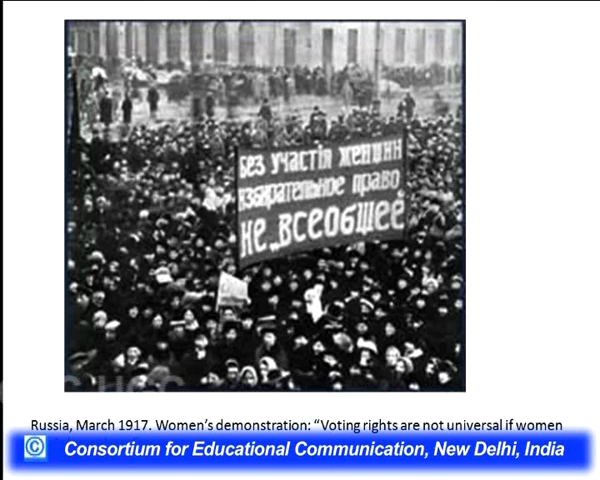 БЕЗ УЧАСТIЯ ЖЕНЩИН
ИЗБИРАТЕЛЬНОЕ ПРАВО
НЕ „ВСЕОБЩЕЕ
Russia, March 1917. Women's demonstration: “Voting rights are not universal if women
© Consortium for Educational Communication, New Delhi, India